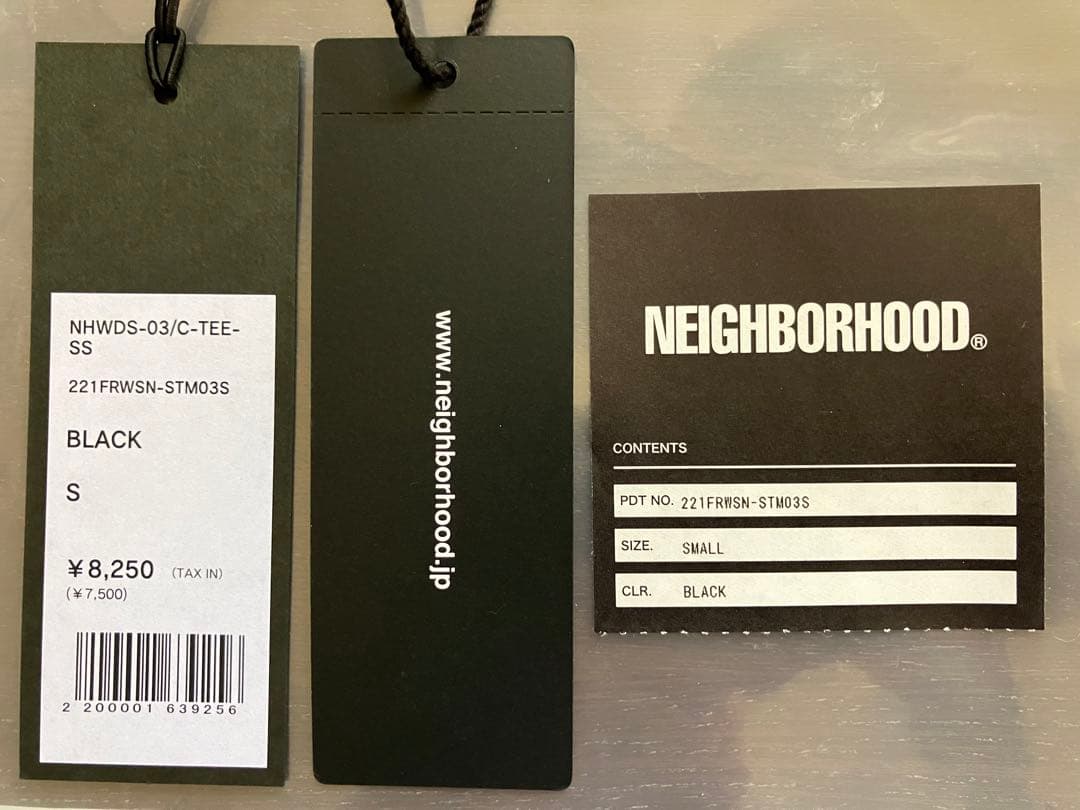 NHWDS-03/C-TEE-
SS
221FRWSN-STM03S
BLACK
S
¥8,250 (TAX IN)
(¥7,500)
2 200001 639256
www.neighborhood.jp
NEIGHBORHOOD®
CONTENTS
PDT NO. 221FRWSN-STM03S
SIZE. SMALL
CLR. BLACK